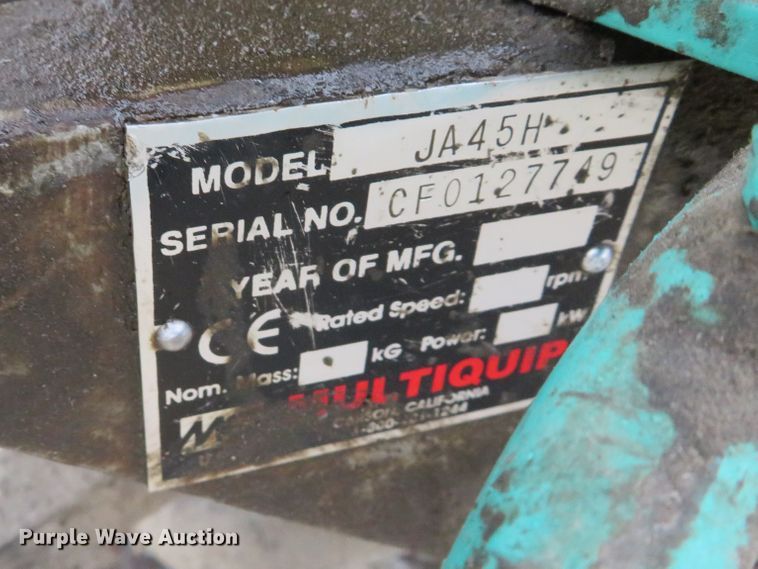 MODEL JA45H
SERIAL NO. CF0127749
YEAR OF MFG.
CE Rated Speed: rpm
Nom. Mass: kG Power: kW
MULTIQUIP
CARSON, CALIFORNIA
Purple Wave Auction®